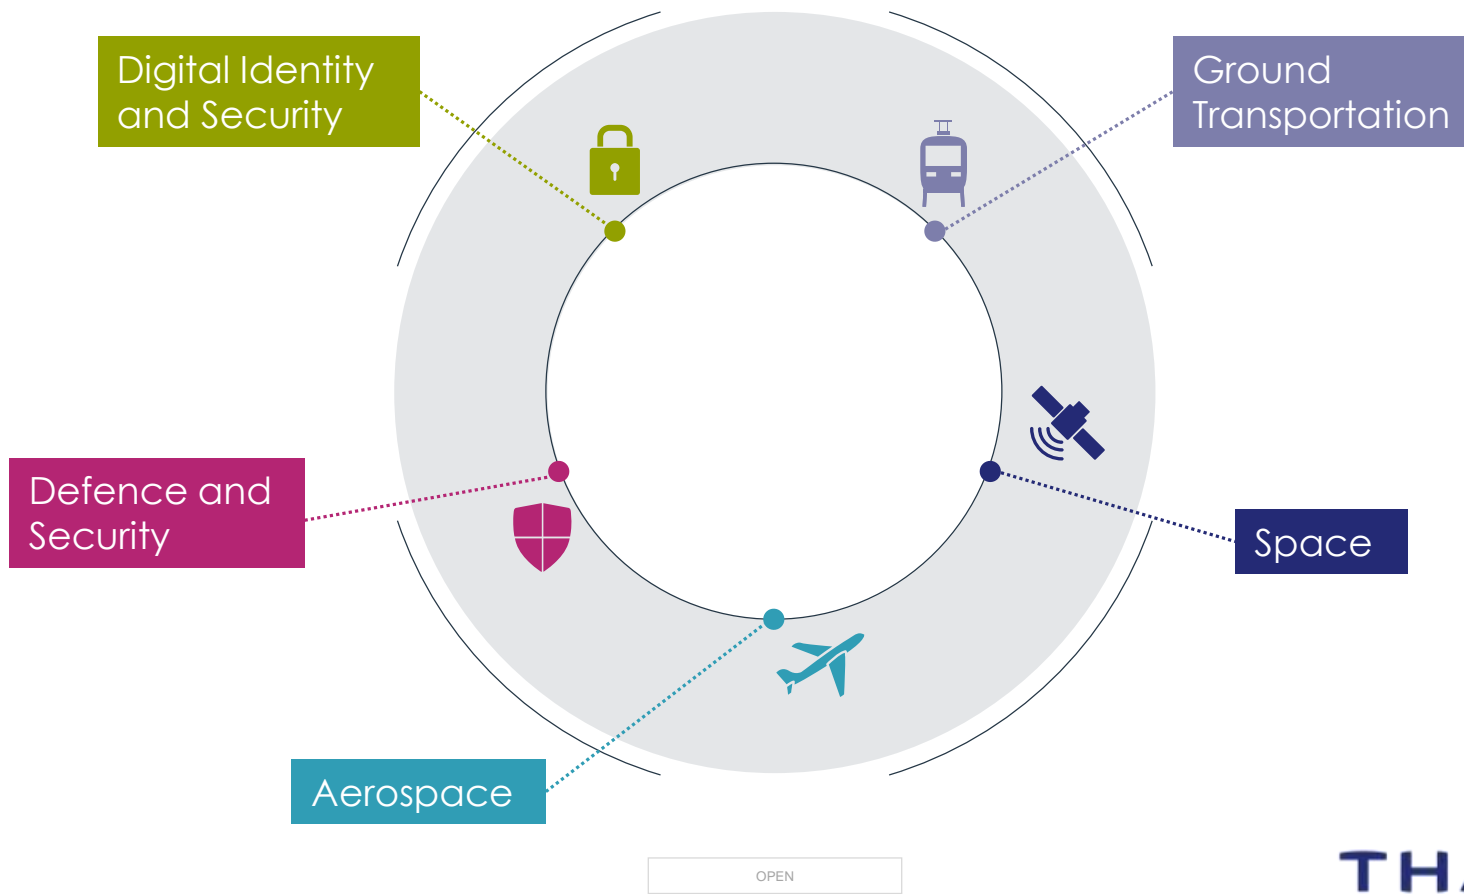 Digital Identity
and Security
Ground
Transportation
Defence and
Security
Space
Aerospace
OPEN